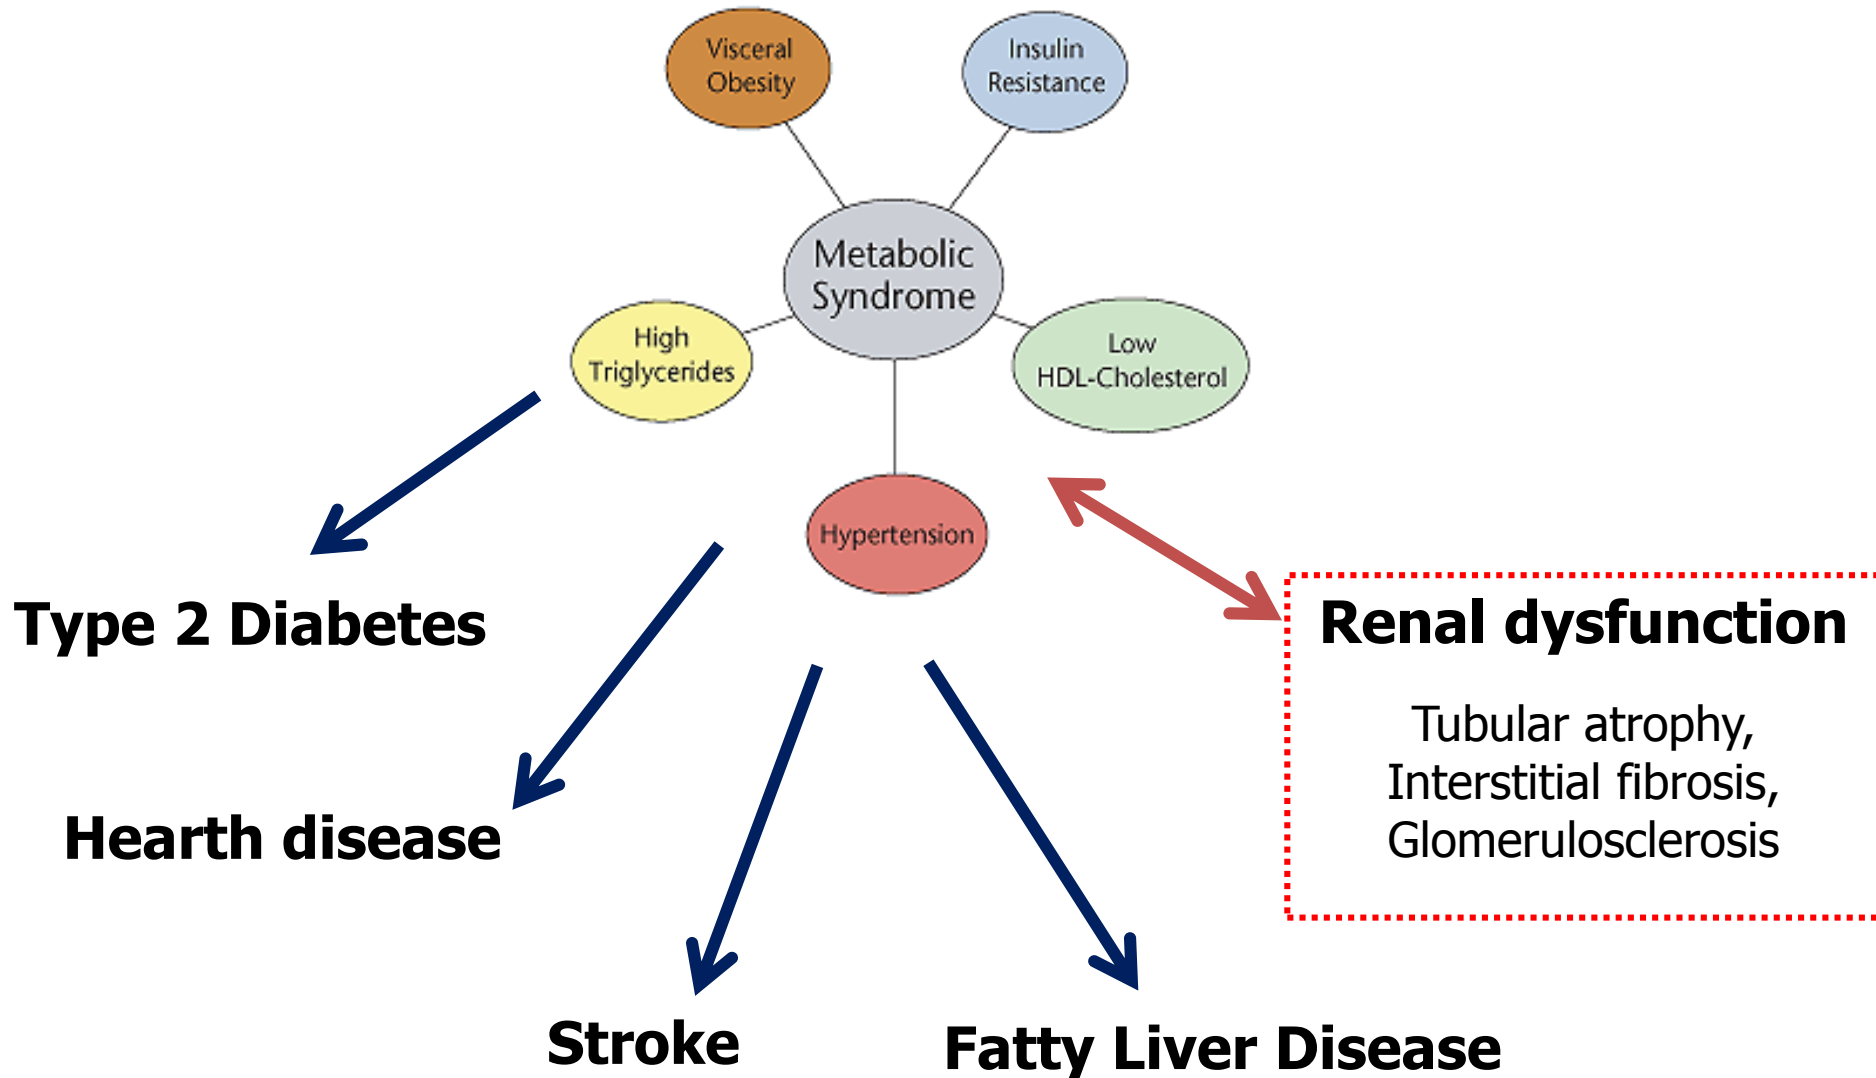 Visceral
Obesity
Insulin
Resistance
Metabolic
Syndrome
High
Triglycerides
Low
HDL-Cholesterol
Hypertension
Type 2 Diabetes
Renal dysfunction
Tubular atrophy,
Interstitial fibrosis,
Glomerulosclerosis
Hearth disease
Stroke
Fatty Liver Disease